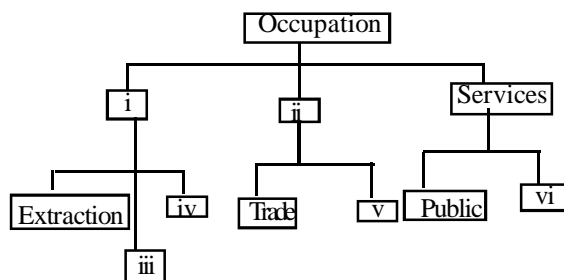 Occupation
i
ii
Services
Extraction
iv
Trade
v
Public
vi
iii